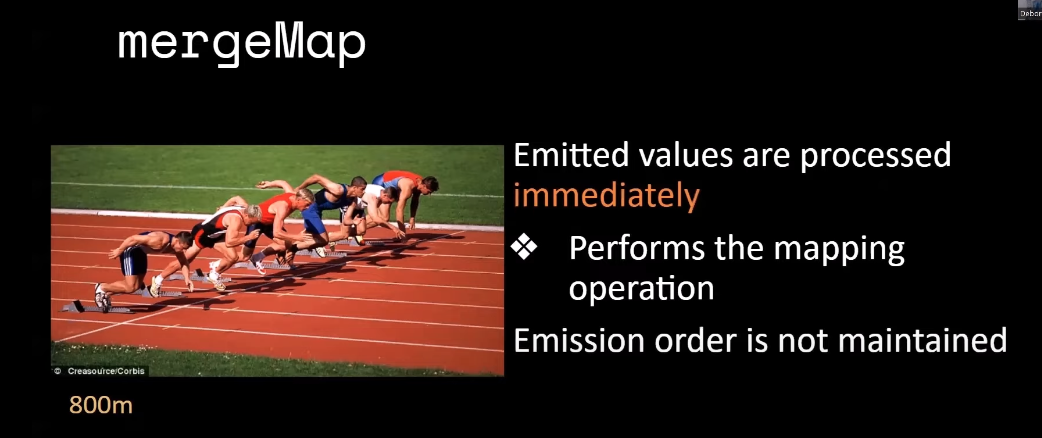 Debor
mergeMap
Emitted values are processed
immediately
❖ Performs the mapping
operation
Emission order is not maintained
© Creasource/Corbis
800m